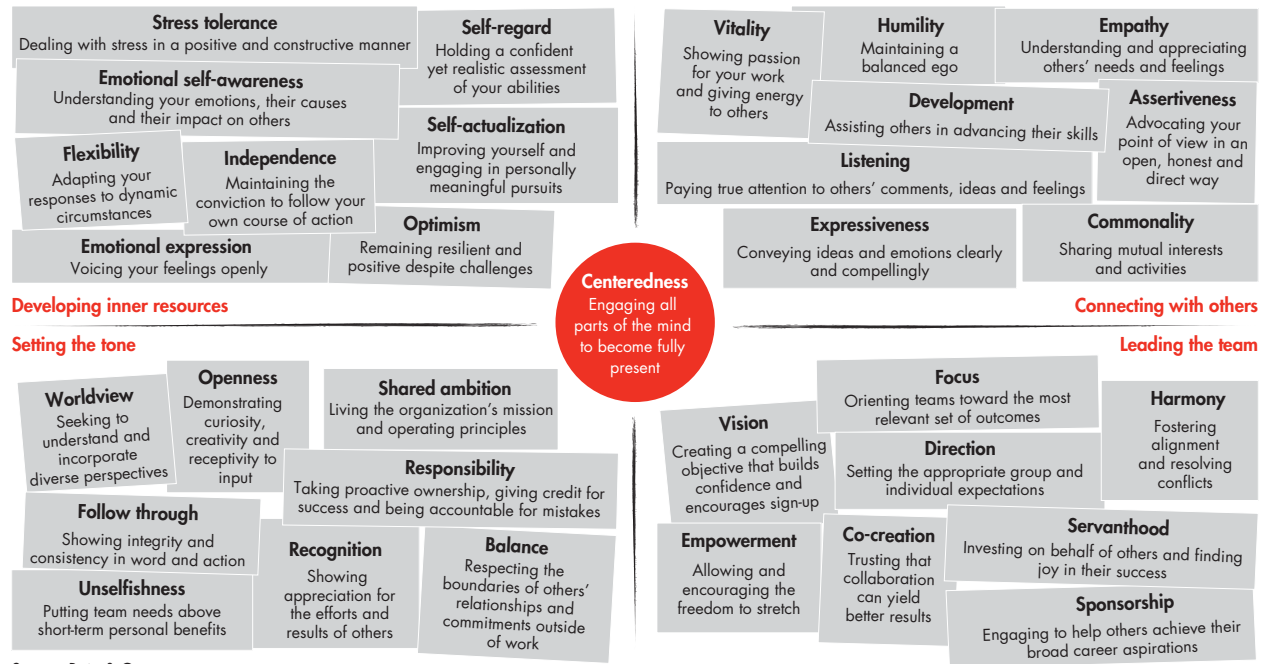 Stress tolerance
Dealing with stress in a positive and constructive manner
Self-regard
Holding a confident
yet realistic assessment
of your abilities
Emotional self-awareness
Understanding your emotions, their causes
and their impact on others
Self-actualization
Improving yourself and
engaging in personally
meaningful pursuits
Flexibility
Adapting your
responses to dynamic
circumstances
Independence
Maintaining the
conviction to follow your
own course of action
Optimism
Remaining resilient and
positive despite challenges
Emotional expression
Voicing your feelings openly
Developing inner resources
Vitality
Showing passion
for your work
and giving energy
to others
Humility
Maintaining a
balanced ego
Empathy
Understanding and appreciating
others’ needs and feelings
Development
Assisting others in advancing their skills
Assertiveness
Advocating your
point of view in an
open, honest and
direct way
Listening
Paying true attention to others’ comments, ideas and feelings
Expressiveness
Conveying ideas and emotions clearly
and compellingly
Commonality
Sharing mutual interests
and activities
Connecting with others
Centeredness
Engaging all
parts of the mind
to become fully
present
Setting the tone
Worldview
Seeking to
understand and
incorporate
diverse perspectives
Openness
Demonstrating
curiosity,
creativity and
receptivity to
input
Shared ambition
Living the organization’s mission
and operating principles
Responsibility
Taking proactive ownership, giving credit for
success and being accountable for mistakes
Follow through
Showing integrity and
consistency in word and action
Recognition
Showing
appreciation for
the efforts and
results of others
Balance
Respecting the
boundaries of others’
relationships and
commitments outside
of work
Unselfishness
Putting team needs above
short-term personal benefits
Leading the team
Focus
Orienting teams toward the most
relevant set of outcomes
Harmony
Fostering
alignment
and resolving
conflicts
Vision
Creating a compelling
objective that builds
confidence and
encourages sign-up
Direction
Setting the appropriate group and
individual expectations
Empowerment
Allowing and
encouraging the
freedom to stretch
Co-creation
Trusting that
collaboration
can yield
better results
Servanthood
Investing on behalf of others and finding
joy in their success
Sponsorship
Engaging to help others achieve their
broad career aspirations